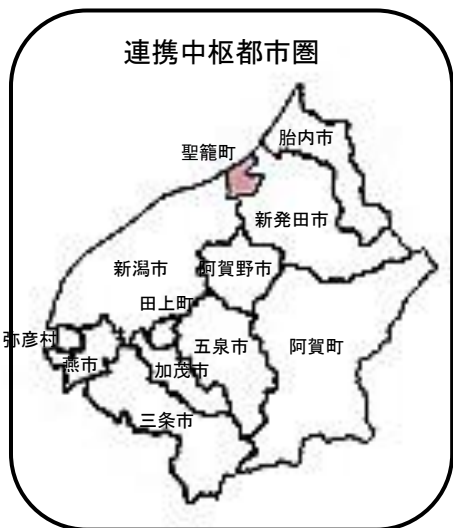 連携中枢都市圏
胎内市
聖籠町
新発田市
新潟市
阿賀野市
田上町
弥彦村
五泉市
阿賀町
燕市
加茂市
三条市